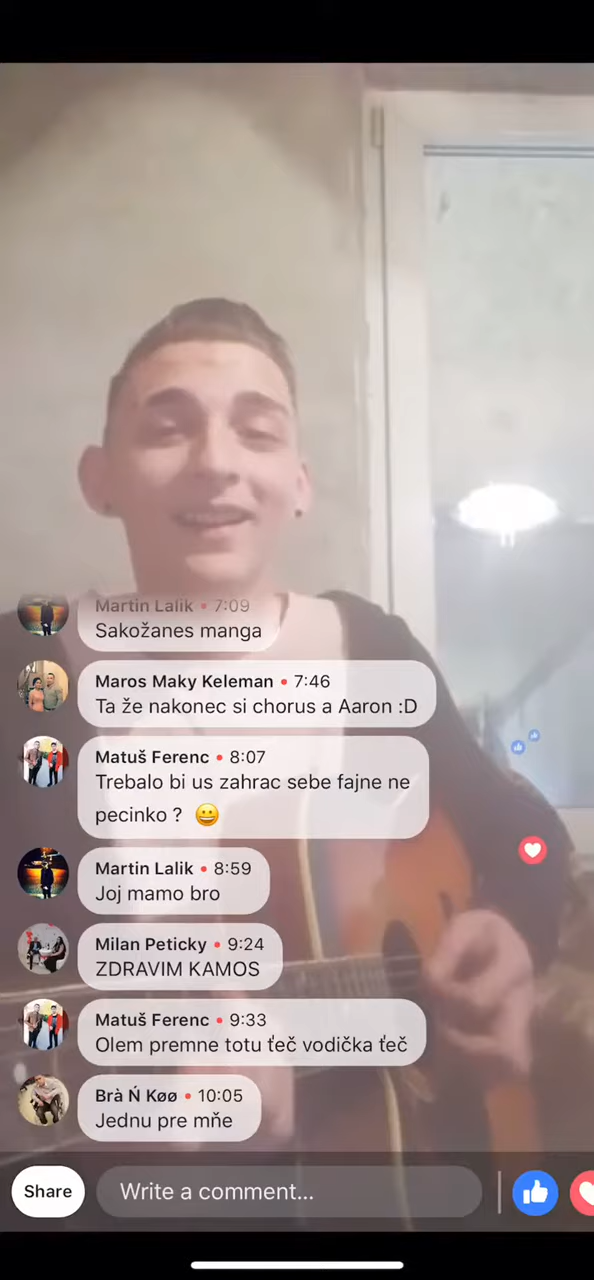 Martin Lalik • 7:09
Sakožanes manga
Maros Maky Keleman • 7:46
Ta že nakonec si chorus a Aaron :D
Matuš Ferenc • 8:07
Trebalo bi us zahrac sebe fajne ne
pecinko ? 😀
Martin Lalik • 8:59
Joj mamo bro
Milan Peticky • 9:24
ZDRAVIM KAMOS
Matuš Ferenc • 9:33
Olem premne totu ťeč vodička ťeč
Brà Ń Køø • 10:05
Jednu pre mňe
Share
Write a comment...